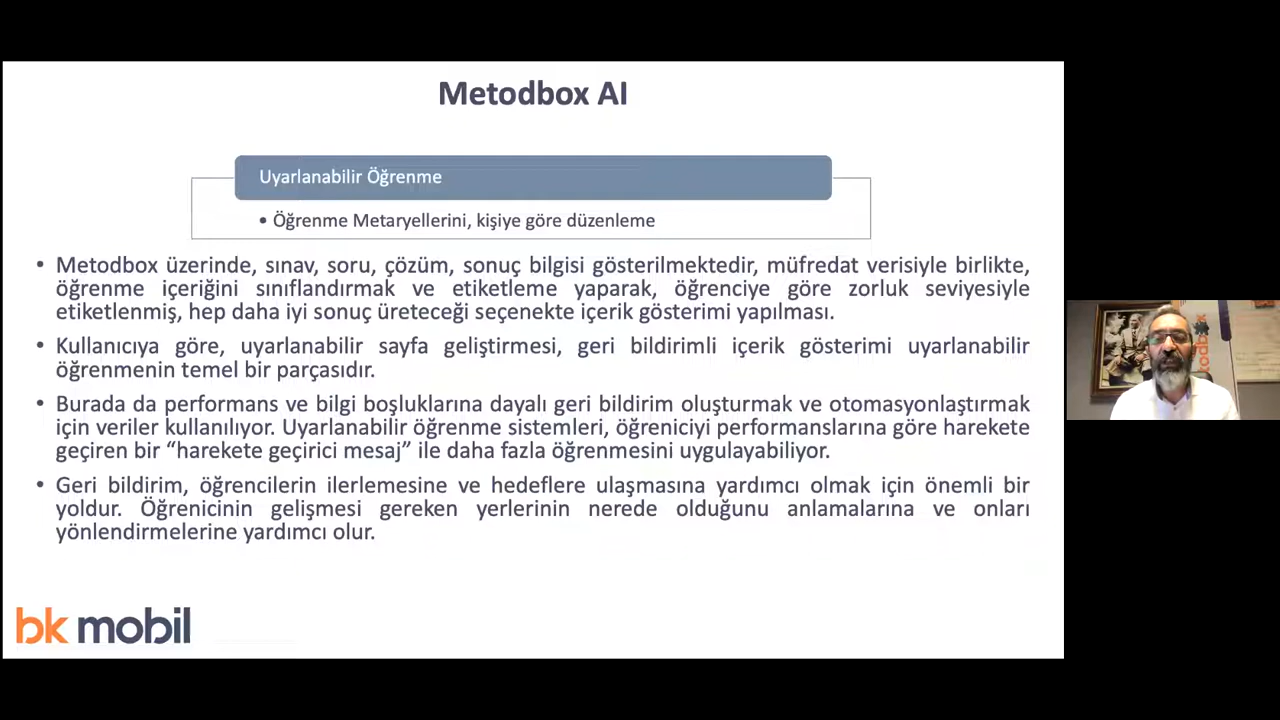 Metodbox AI
Uyarlanabilir Öğrenme
• Öğrenme Metaryellerini, kişiye göre düzenleme
• Metodbox üzerinde, sınav, soru, çözüm, sonuç bilgisi gösterilmektedir, müfredat verisiyle birlikte,
öğrenme içeriğini sınıflandırmak ve etiketleme yaparak, öğrenciye göre zorluk seviyesiyle
etiketlenmiş, hep daha iyi sonuç üreteceği seçenekte içerik gösterimi yapılması.
• Kullanıcıya göre, uyarlanabilir sayfa geliştirmesi, geri bildirimli içerik gösterimi uyarlanabilir
öğrenmenin temel bir parçasıdır.
• Burada da performans ve bilgi boşluklarına dayalı geri bildirim oluşturmak ve otomasyonlaştırmak
için veriler kullanılıyor. Uyarlanabilir öğrenme sistemleri, öğreniciyi performanslarına göre harekete
geçiren bir “harekete geçirici mesaj” ile daha fazla öğrenmesini uygulayabiliyor.
• Geri bildirim, öğrencilerin ilerlemesine ve hedeflere ulaşmasına yardımcı olmak için önemli bir
yoldur. Öğrenicinin gelişmesi gereken yerlerinin nerede olduğunu anlamalarına ve onları
yönlendirmelerine yardımcı olur.
bk mobil